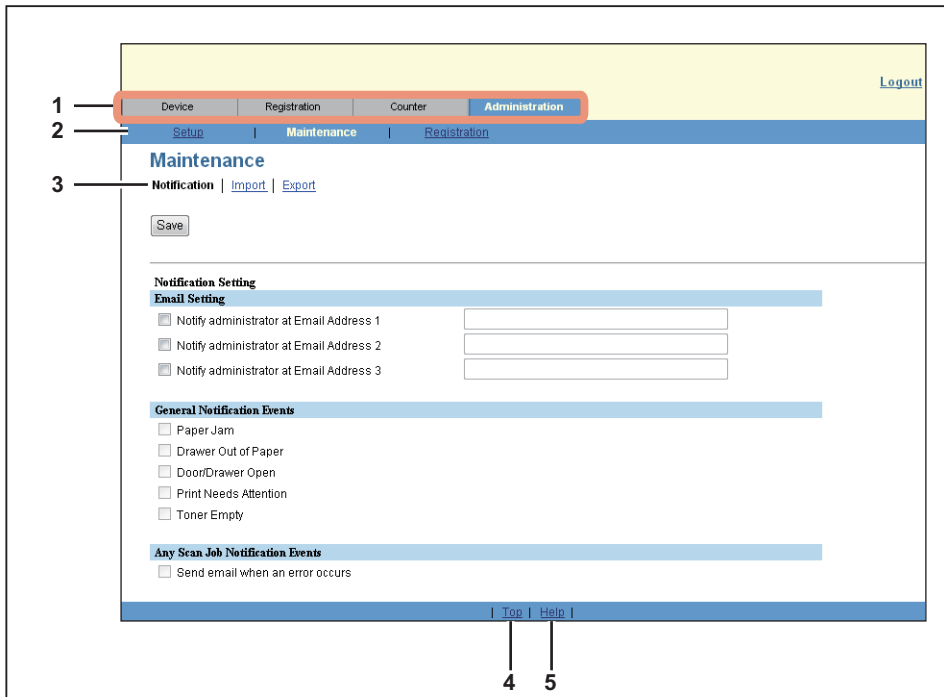 Logout
1 Device Registration Counter Administration
2 Setup | Maintenance | Registration
Maintenance
3 Notification | Import | Export
Save
Notification Setting
Email Setting
Notify administrator at Email Address 1
Notify administrator at Email Address 2
Notify administrator at Email Address 3
General Notification Events
Paper Jam
Drawer Out of Paper
Door/Drawer Open
Print Needs Attention
Toner Empty
Any Scan Job Notification Events
Send email when an error occurs
| Top | Help |
4 5